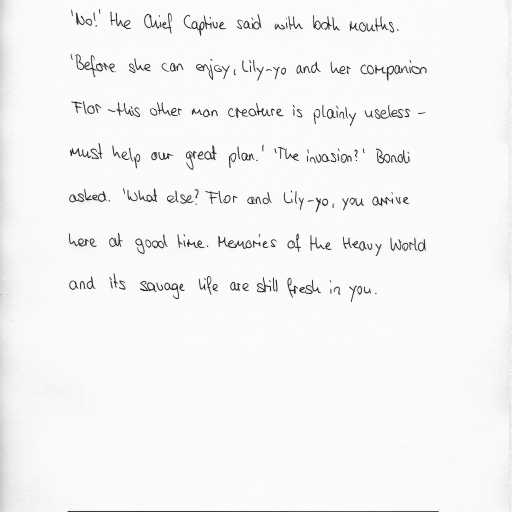 'No!' the Chief Captive said with both mouths.
'Before she can enjoy, Lily-yo and her companion
Flor - this other man creature is plainly useless -
must help our great plan.' 'The invasion?' Bondi
asked. 'What else? Flor and Lily-yo, you arrive
here at good time. Memories of the Heavy World
and its savage life are still fresh in you.